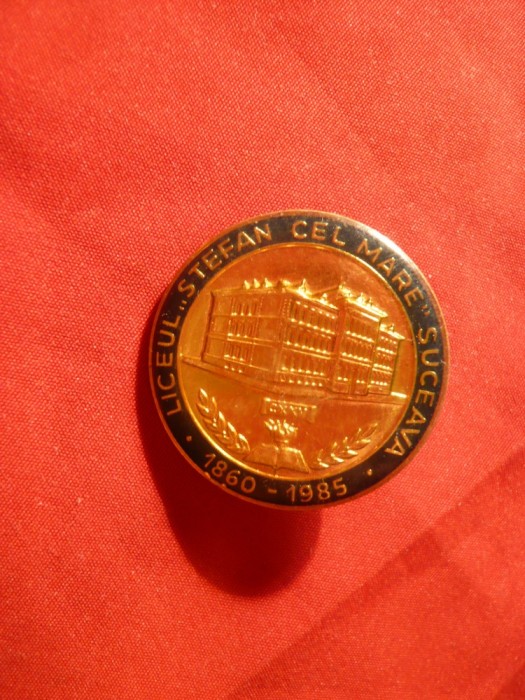 LICEUL „STEFAN CEL MARE” SUCEAVA
· 1860 - 1985 ·